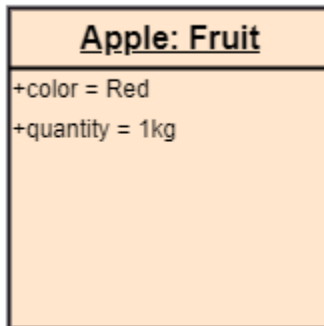 Apple: Fruit
+color = Red
+quantity = 1kg